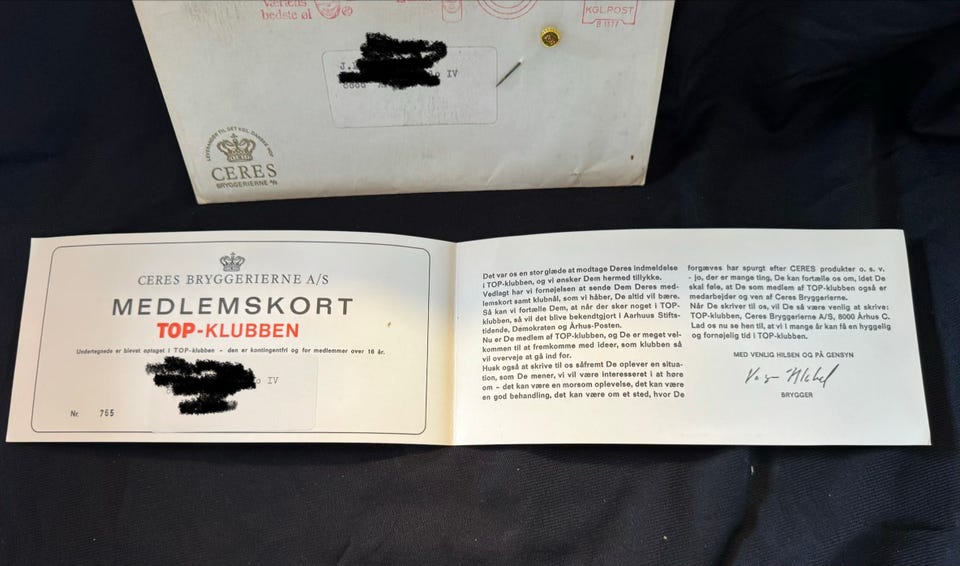 Verdens
bedste øl
KGL. POST
B 1177
J.
IV
8000
LEVERANDØR TIL DET KGL. DANSKE HOF
CERES
BRYGGERIERNE A/S
CERES BRYGGERIERNE A/S
MEDLEMSKORT
TOP-KLUBBEN
Undertegnede er blevet optaget i TOP-klubben - den er kontingentfri og for medlemmer over 16 år.
IV
Nr. 765
Det var os en stor glæde at modtage Deres indmeldelse
i TOP-klubben, og vi ønsker Dem hermed tillykke.
Vedlagt har vi fornøjelsen at sende Dem Deres med-
lemskort samt klubnål, som vi håber, De altid vil bære.
Så kan vi fortælle Dem, at når der sker noget i TOP-
klubben, så vil det blive bekendtgjort i Aarhuus Stifts-
tidende, Demokraten og Århus-Posten.
Nu er De medlem af TOP-klubben, og De er meget vel-
kommen til at fremkomme med ideer, som klubben så
vil overveje at gå ind for.
Husk også at skrive til os såfremt De oplever en situa-
tion, som De mener, vi vil være interesseret i at høre
om - det kan være en morsom oplevelse, det kan være
en god behandling, det kan være om et sted, hvor De
forgæves har spurgt efter CERES produkter o. s. v.
- jo, der er mange ting, De kan fortælle os om, idet De
skal føle, at De som medlem af TOP-klubben også er
medarbejder og ven af Ceres Bryggerierne.
Når De skriver til os, vil De så være venlig at skrive:
TOP-klubben, Ceres Bryggerierne A/S, 8000 Århus C.
Lad os nu se hen til, at vi i mange år kan få en hyggelig
og fornøjelig tid i TOP-klubben.
MED VENLIG HILSEN OG PÅ GENSYN
BRYGGER